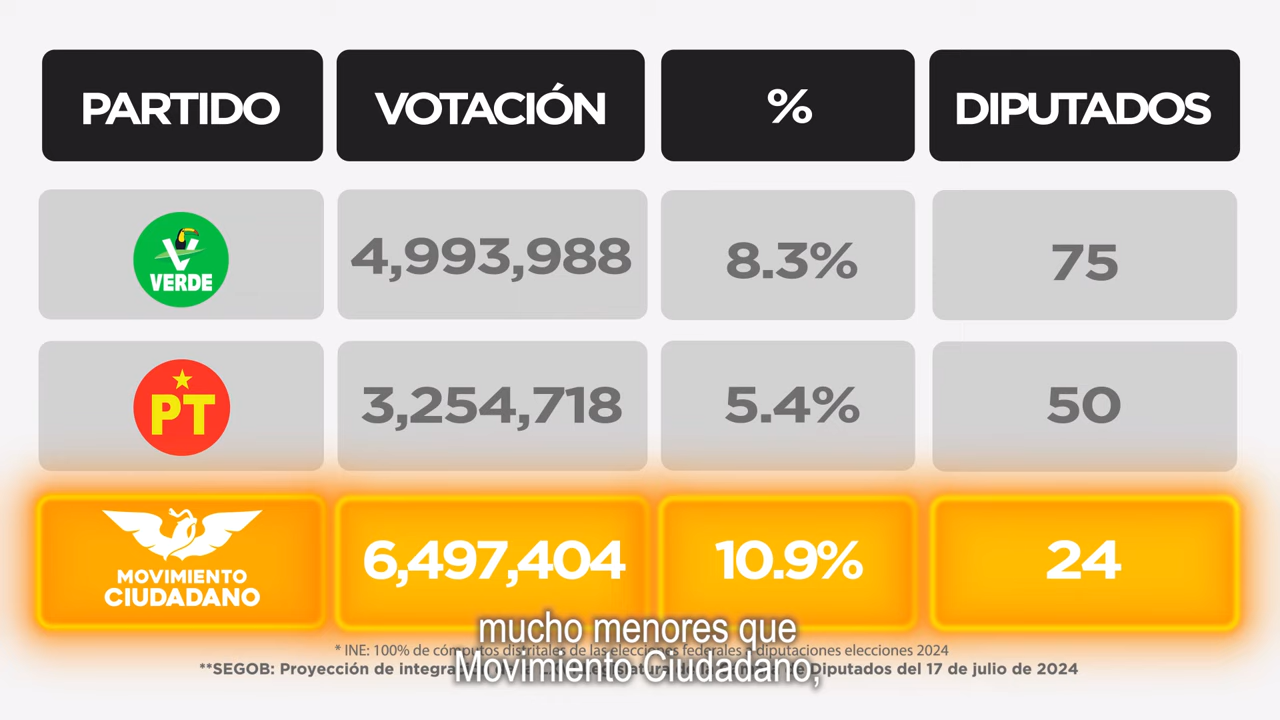 PARTIDO VOTACIÓN % DIPUTADOS
VERDE 4,993,988 8.3% 75
PT 3,254,718 5.4% 50
MOVIMIENTO CIUDADANO 6,497,404 10.9% 24
mucho menores que
* INE: 100% de cómputos distritales de las elecciones federales diputaciones elecciones 2024
Movimiento Ciudadano,
**SEGOB: Proyección de Diputados del 17 de julio de 2024